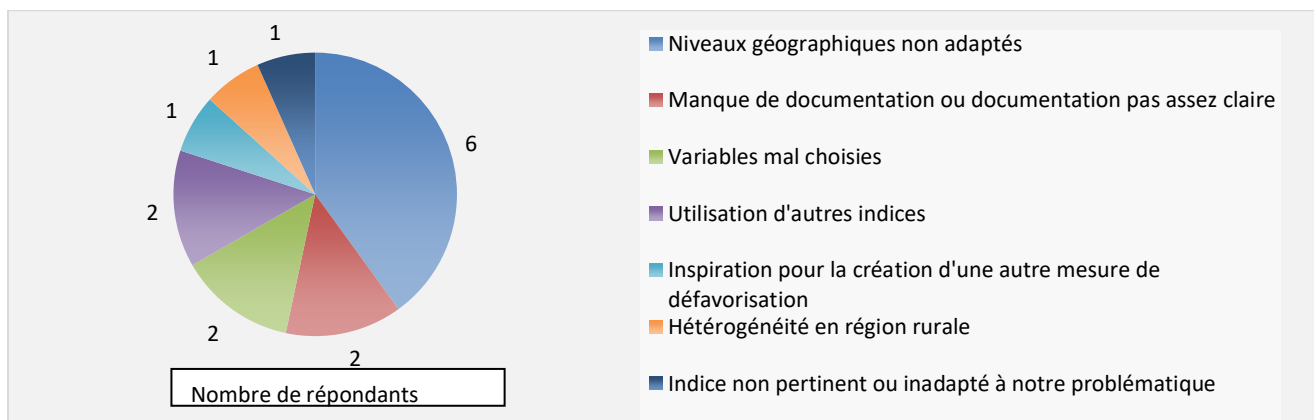 1
1
1
6
2
2
2
Nombre de répondants
Niveaux géographiques non adaptés
Manque de documentation ou documentation pas assez claire
Variables mal choisies
Utilisation d'autres indices
Inspiration pour la création d'une autre mesure de
défavorisation
Hétérogénéité en région rurale
Indice non pertinent ou inadapté à notre problématique